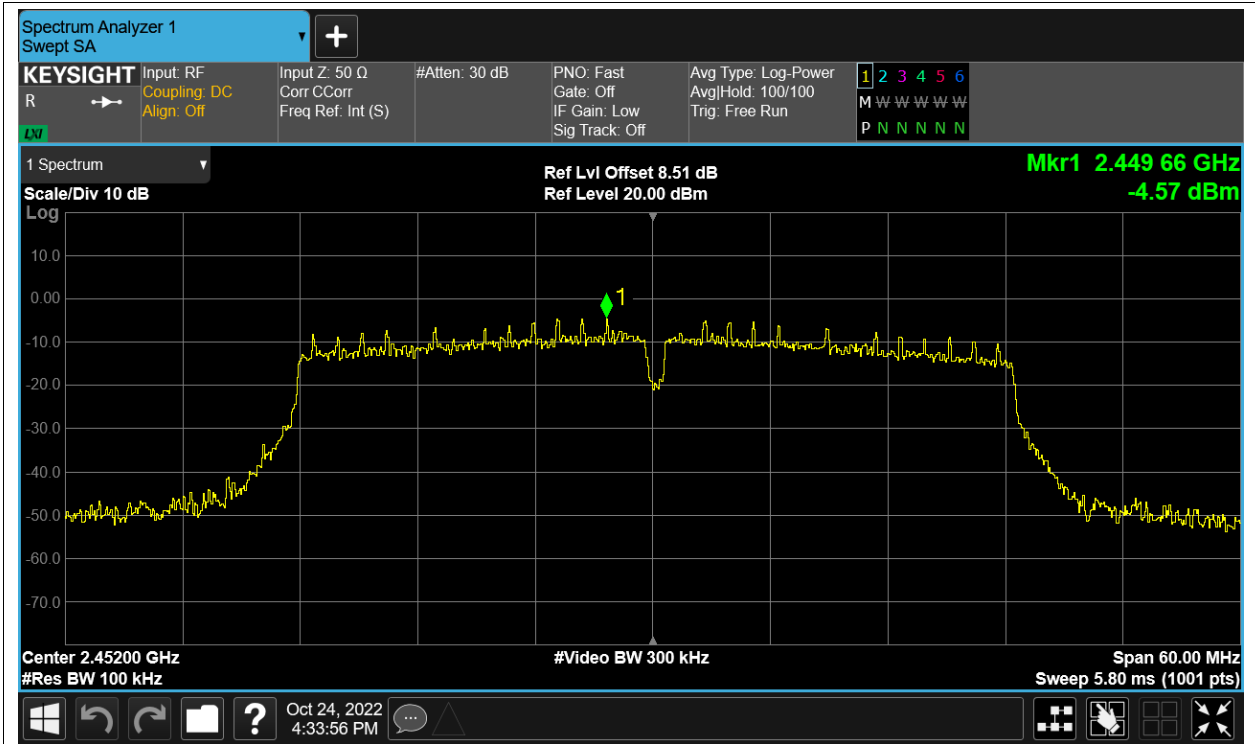 Spectrum Analyzer 1
Swept SA
KEYSIGHT
R
LXI
Input: RF
Coupling: DC
Align: Off
Input Z: 50 Ω
Corr CCorr
Freq Ref: Int (S)
#Atten: 30 dB
PNO: Fast
Gate: Off
IF Gain: Low
Sig Track: Off
Avg Type: Log-Power
Avg|Hold: 100/100
Trig: Free Run
1 2 3 4 5 6
M W W W W W
P N N N N N
1 Spectrum
Scale/Div 10 dB
Ref Lvl Offset 8.51 dB
Ref Level 20.00 dBm
Mkr1 2.449 66 GHz
-4.57 dBm
Log
10.0
0.00
-10.0
-20.0
-30.0
-40.0
-50.0
-60.0
-70.0
1
Center 2.45200 GHz
#Video BW 300 kHz
Span 60.00 MHz
#Res BW 100 kHz
Sweep 5.80 ms (1001 pts)
?
Oct 24, 2022
4:33:56 PM